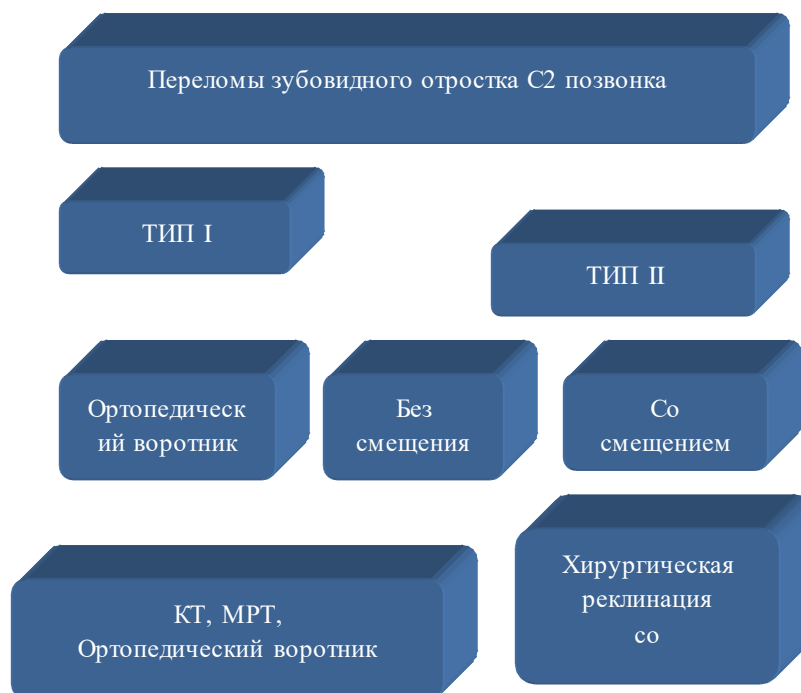 Переломы зубовидного отростка С2 позвонка
ТИП I
ТИП II
Ортопедическ
ий воротник
Без
смещения
Со
смещением
КТ, МРТ,
Ортопедический воротник
Хирургическая
реклинация
со